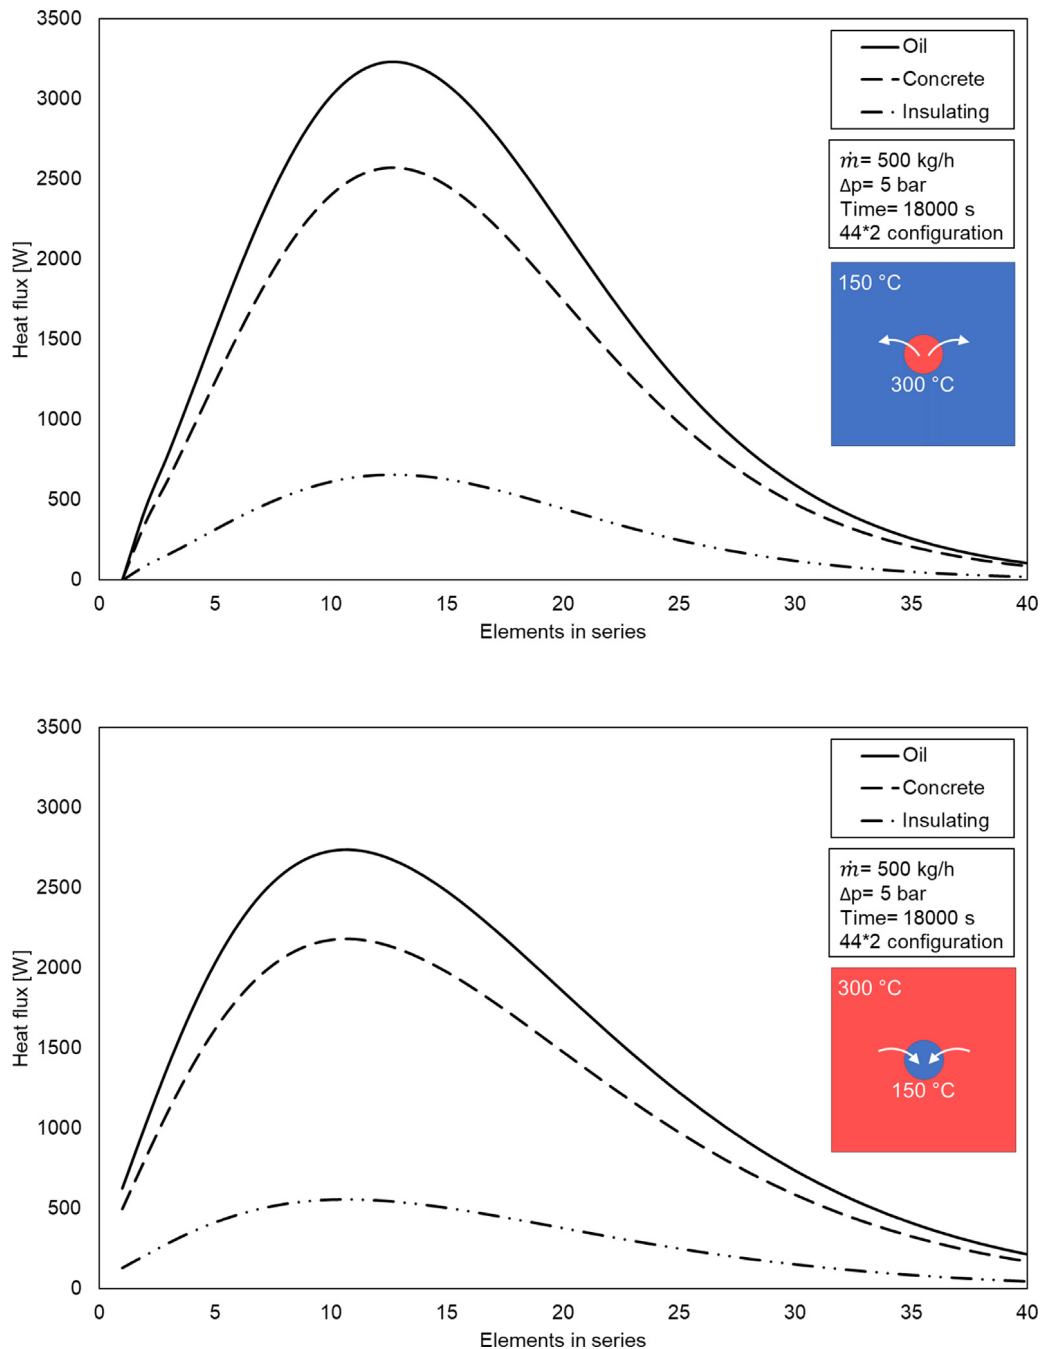 3500
3000
2500
2000
1500
1000
500
0
Heat flux [W]
0 5 10 15 20 25 30 35 40
Elements in series
Oil
Concrete
Insulating
ṁ= 500 kg/h
Δp= 5 bar
Time= 18000 s
44*2 configuration
150 °C
300 °C
3500
3000
2500
2000
1500
1000
500
0
Heat flux [W]
0 5 10 15 20 25 30 35 40
Elements in series
Oil
Concrete
Insulating
ṁ= 500 kg/h
Δp= 5 bar
Time= 18000 s
44*2 configuration
300 °C
150 °C